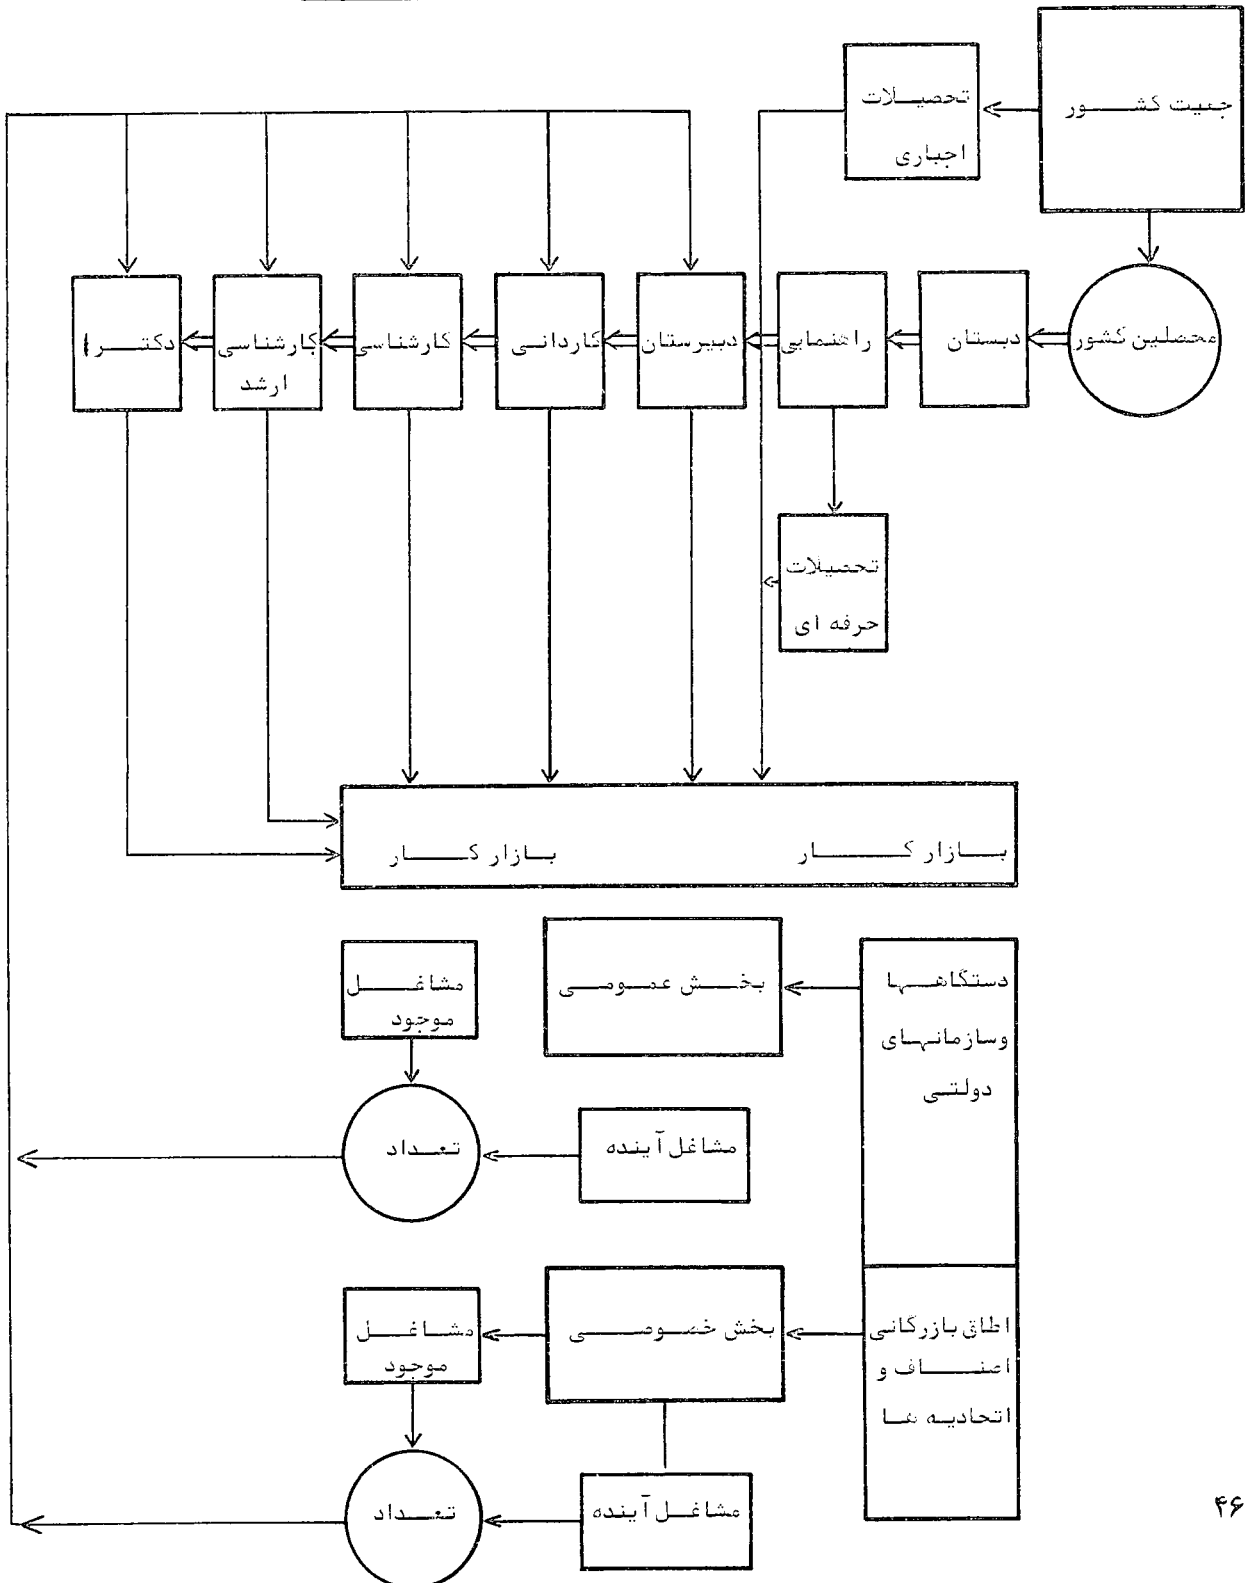 جمعیت کشور
تحصیلات
اجباری
محصلین کشور
دبستان
راهنمایی
دبیرستان
کاردانی
کارشناسی
کارشناسی
ارشد
دکترا
تحصیلات
حرفه ای
بازار کار
بازار کار
دستگاهها
وسازمانهای
دولتی
بخش عمومی
مشاغل
موجود
مشاغل آینده
تعداد
اطاق بازرگانی
اصناف و
اتحادیه ها
بخش خصوصی
مشاغل
موجود
مشاغل آینده
تعداد
۴۶